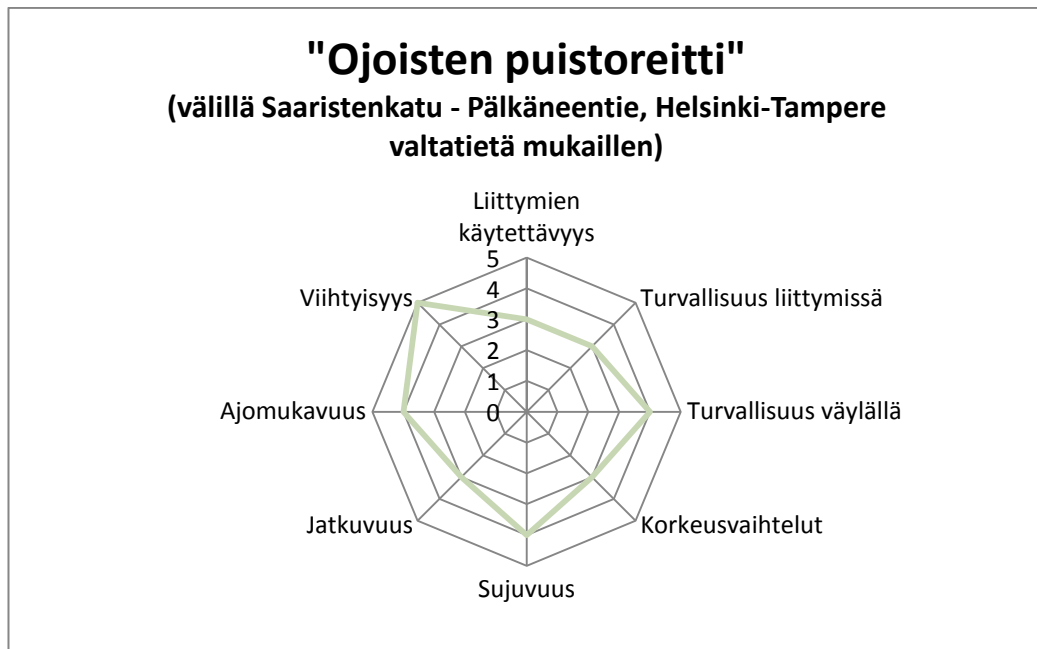 "Ojoisten puistoreitti"
(välillä Saaristenkatu - Pälkäneentie, Helsinki-Tampere
valtatietä mukaillen)
Liittymien
käytettävyys
Turvallisuus liittymissä
Turvallisuus väylällä
Korkeusvaihtelut
Sujuvuus
Jatkuvuus
Ajomukavuus
Viihtyisyys
5
4
3
2
1
0